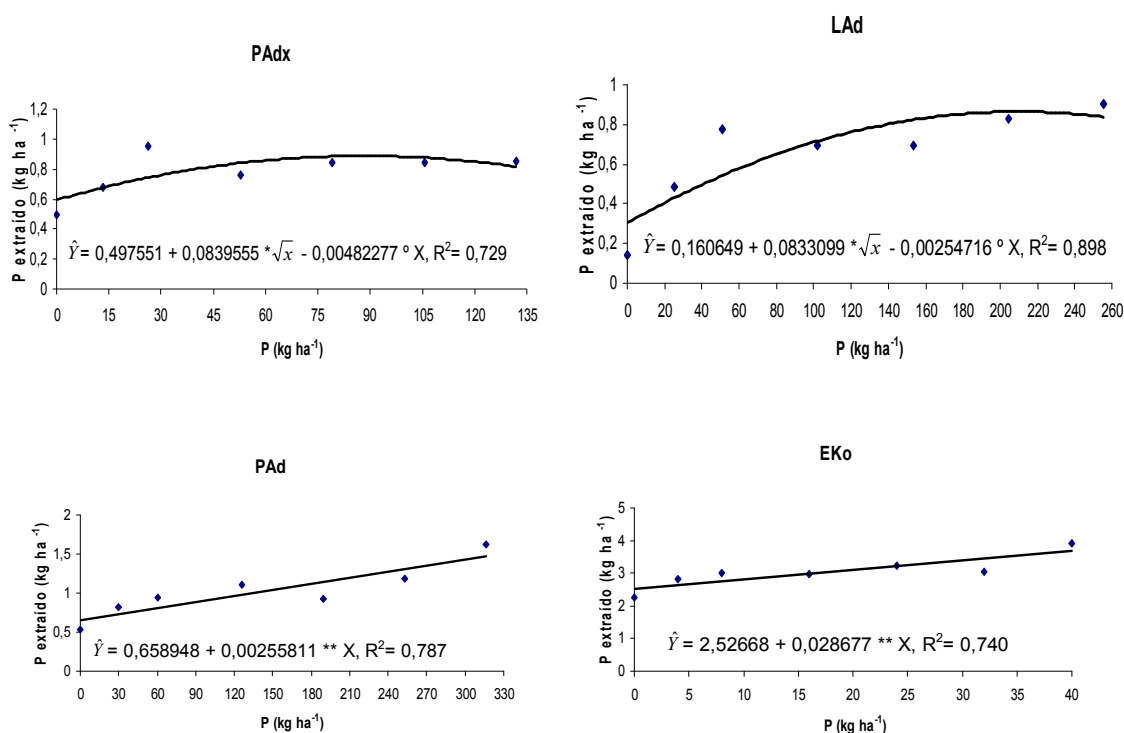 PAdx
P extraído (kg ha⁻¹)
1,2
1
0,8
0,6
0,4
0,2
0
Ŷ = 0,497551 + 0,0839555 *√x - 0,00482277 º X, R²= 0,729
0 15 30 45 60 75 90 105 120 135
P (kg ha⁻¹)
LAd
P extraído (kg ha⁻¹)
1
0,8
0,6
0,4
0,2
0
Ŷ = 0,160649 + 0,0833099 *√x - 0,00254716 º X, R²= 0,898
0 20 40 60 80 100 120 140 160 180 200 220 240 260
P (kg ha⁻¹)
PAd
P extraído (kg ha⁻¹)
2
1,5
1
0,5
0
Ŷ = 0,658948 + 0,00255811 ** X, R²= 0,787
0 30 60 90 120 150 180 210 240 270 300 330
P (kg ha⁻¹)
EKo
P extraído (kg ha⁻¹)
5
4
3
2
1
0
Ŷ = 2,52668 + 0,028677 ** X, R²= 0,740
0 5 10 15 20 25 30 35 40
P (kg ha⁻¹)